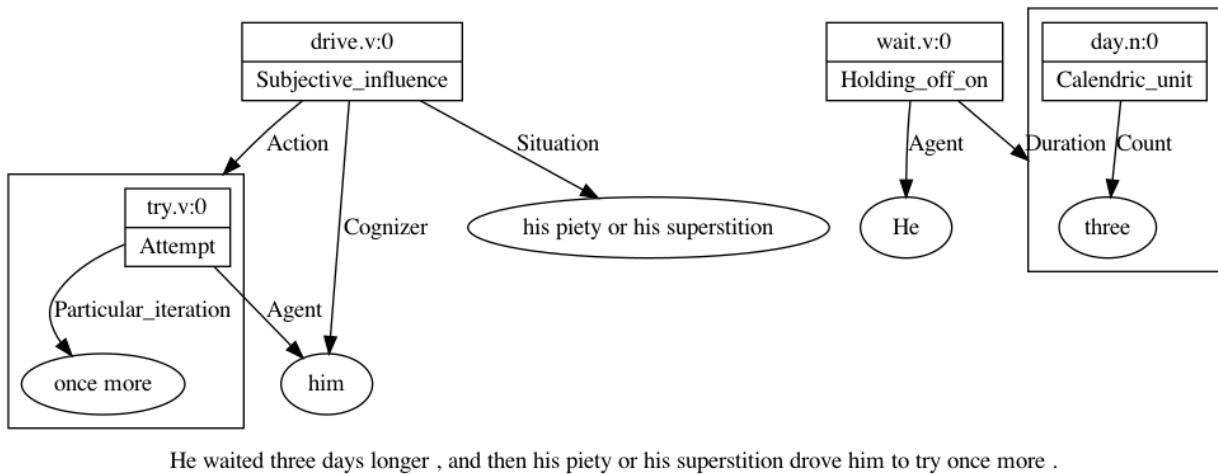 drive.v:0
Subjective_influence
wait.v:0
Holding_off_on
day.n:0
Calendric_unit
Action
Situation
Agent
Duration
Count
try.v:0
Attempt
Cognizer
his piety or his superstition
He
three
Particular_iteration
Agent
once more
him
He waited three days longer , and then his piety or his superstition drove him to try once more .